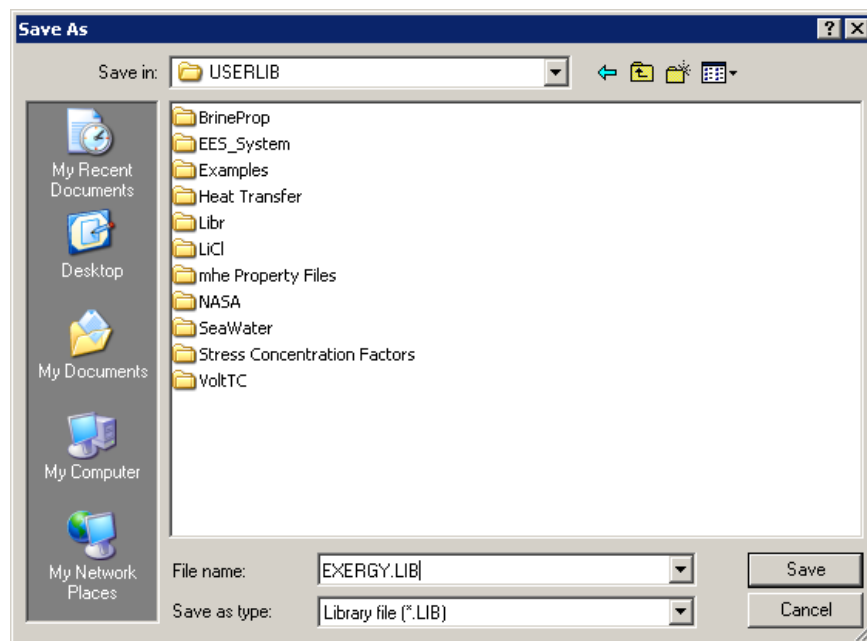 Save As
Save in:
USERLIB
My Recent
Documents
Desktop
My Documents
My Computer
My Network
Places
BrineProp
EES_System
Examples
Heat Transfer
Libr
LiCl
mhe Property Files
NASA
SeaWater
Stress Concentration Factors
VoltTC
File name:
EXERGY.LIB
Save
Save as type:
Library file (*.LIB)
Cancel